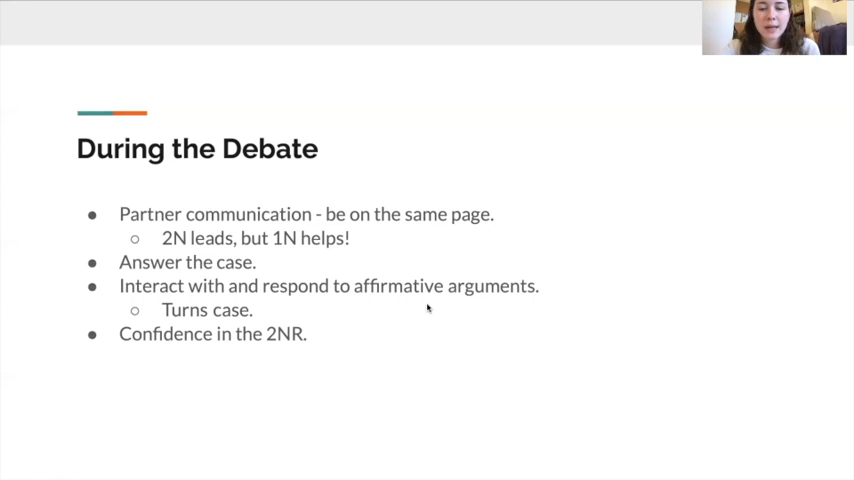 During the Debate
● Partner communication - be on the same page.
○ 2N leads, but 1N helps!
● Answer the case.
● Interact with and respond to affirmative arguments.
○ Turns case.
● Confidence in the 2NR.